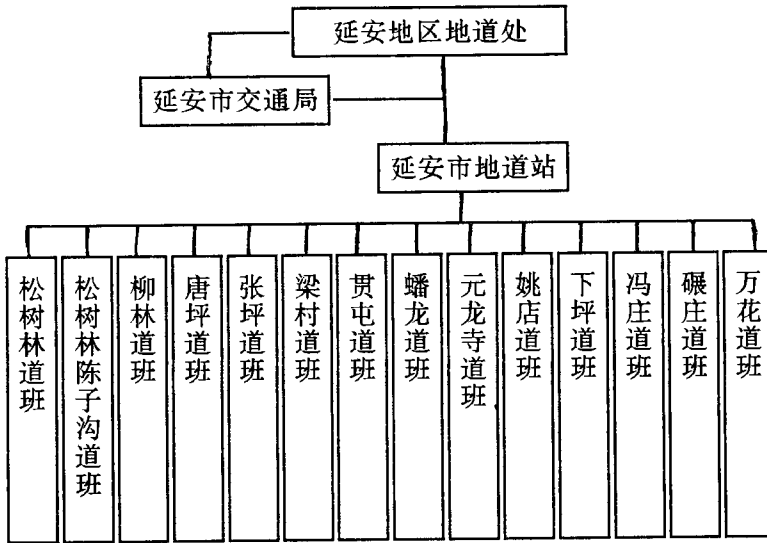 延安地区地道处
延安市交通局
延安市地道站
松树林道班
松树林陈子沟道班
柳林道班
唐坪道班
张坪道班
梁村道班
贯屯道班
蟠龙道班
元龙寺道班
姚店道班
下坪道班
冯庄道班
碾庄道班
万花道班